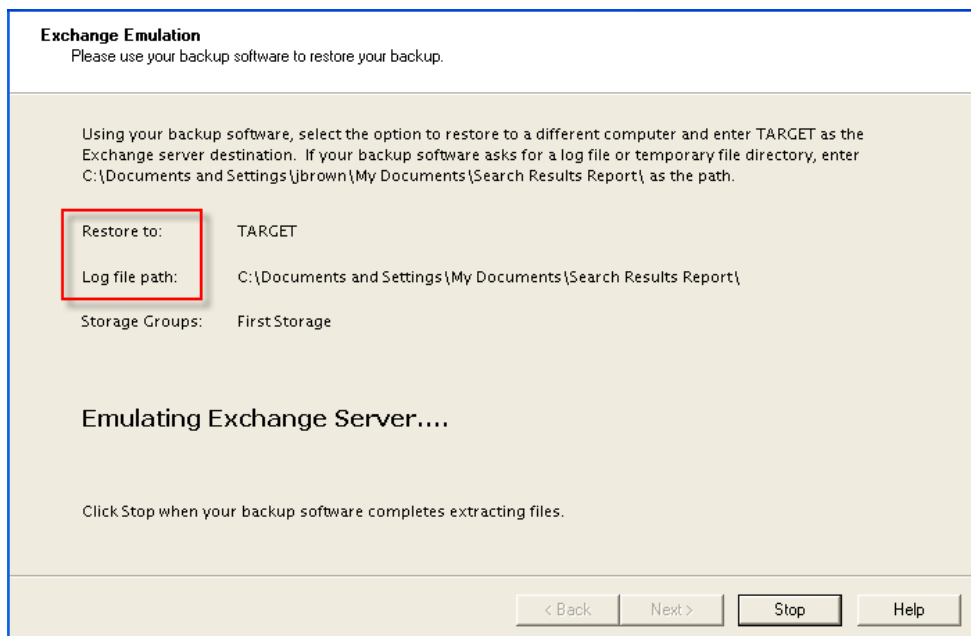 Exchange Emulation
Please use your backup software to restore your backup.
Using your backup software, select the option to restore to a different computer and enter TARGET as the
Exchange server destination. If your backup software asks for a log file or temporary file directory, enter
C:\Documents and Settings\jbrown\My Documents\Search Results Report\ as the path.
Restore to: TARGET
Log file path: C:\Documents and Settings\My Documents\Search Results Report\
Storage Groups: First Storage
Emulating Exchange Server....
Click Stop when your backup software completes extracting files.
< Back Next > Stop Help